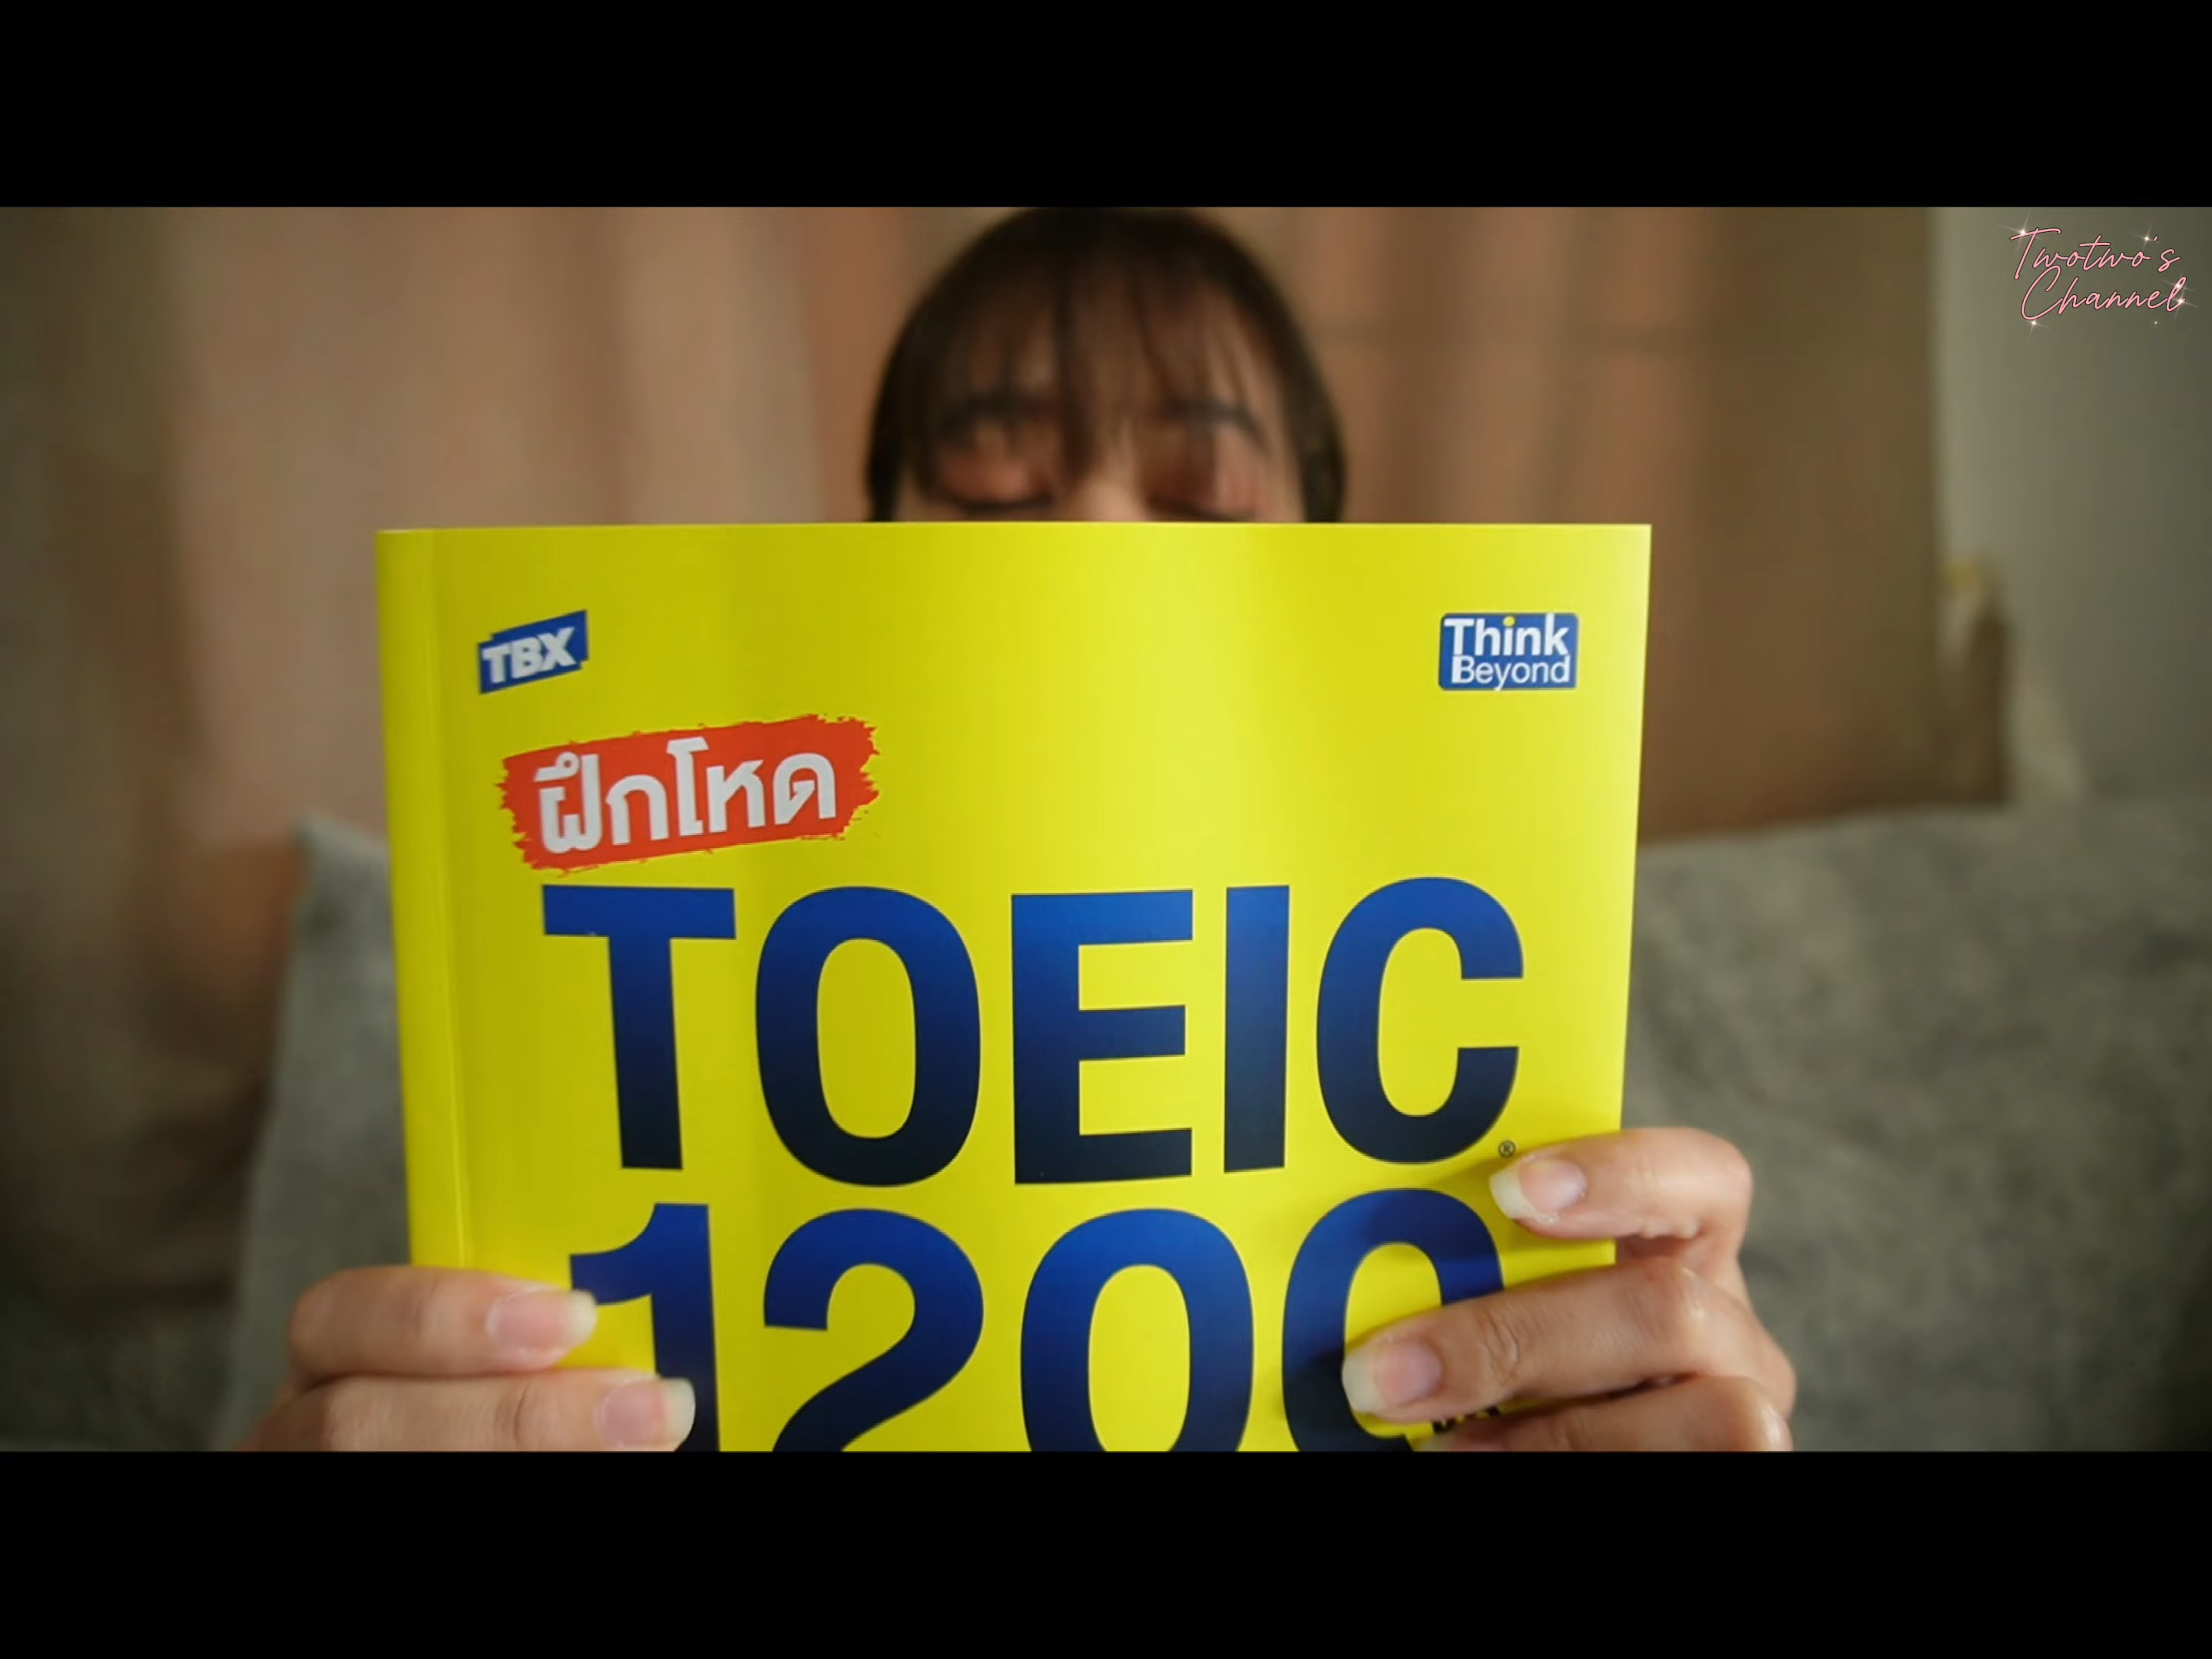 Twotwo's
Channel
TBX
Think
Beyond
ฝึกโหด
TOEIC®
1200